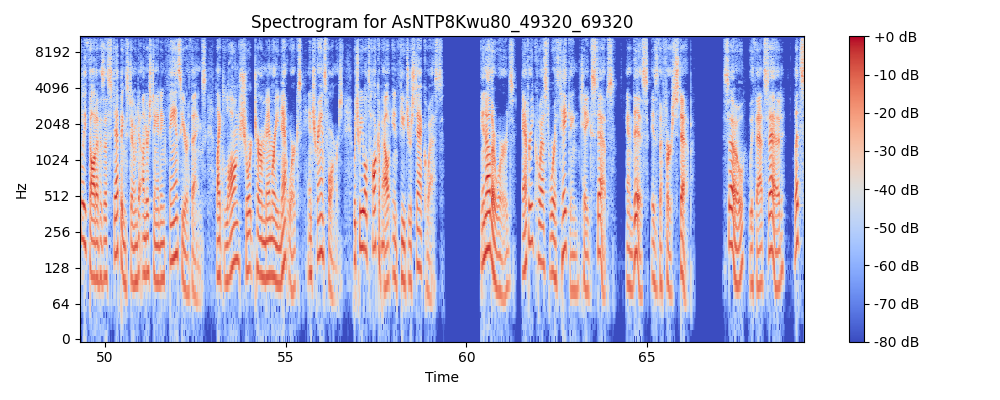 Spectrogram for AsNTP8Kwu80_49320_69320
8192
4096
2048
1024
512
256
128
64
0
Hz
50
55
60
65
Time
+0 dB
-10 dB
-20 dB
-30 dB
-40 dB
-50 dB
-60 dB
-70 dB
-80 dB